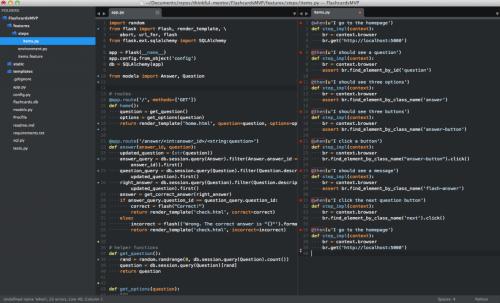 ~/Documents/repos/thinkful-mentor/FlashcardsMVP/features/steps/items.py — FlashcardsMVP
FOLDERS
FlashcardsMVP
features
steps
items.py
environment.py
items.feature
static
templates
.gitignore
app.py
config.py
flashcards.db
models.py
Procfile
readme.md
requirements.txt
sql.py
tests.py
app.py
import random
from flask import Flask, render_template, \
abort, url_for, flash
from flask.ext.sqlalchemy import SQLAlchemy
app = Flask(__name__)
app.config.from_object('config')
db = SQLAlchemy(app)
from models import Answer, Question
# routes
@app.route('/', methods=['GET'])
def home():
question = get_question()
options = get_options(question)
return render_template('home.html', question=question, options=op
@app.route('/answer/<int:answer_id>/<string:question>')
def answer(answer_id, question):
updated_question = (str(question))
answer_query = db.session.query(Answer).filter(Answer.answer_id ==
answer_id).first()
question_query = db.session.query(Question).filter(Question.descri
updated_question).first()
right_answer = db.session.query(Question).filter(Question.descrip
updated_question).first()
answer = get_correct_answer(right_answer)
if answer_query.question_id == question_query.question_id:
correct = flash("Correct!")
return render_template('check.html', correct=correct)
else:
incorrect = flash("Wrong. The correct answer is "{}"").forma
return render_template('check.html', incorrect=incorrect)
# helper functions
def get_question():
rand = random.randrange(0, db.session.query(Question).count())
question = db.session.query(Question)[rand]
return question
def get_options(question):
items.py
@when(u'I go to the homepage')
def step_impl(context):
br = context.browser
br.get('http://localhost:5000')
@then(u'I should see a question')
def step_impl(context):
br = context.browser
assert br.find_element_by_id('question')
@then(u'I should see three options')
def step_impl(context):
br = context.browser
assert br.find_element_by_class_name('answer')
@then(u'I should see three buttons')
def step_impl(context):
br = context.browser
assert br.find_element_by_class_name('answer-button')
@when(u'I click a button')
def step_impl(context):
br = context.browser
br.find_element_by_class_name("answer-button").click()
@then(u'I should see a message')
def step_impl(context):
br = context.browser
assert br.find_element_by_class_name('flash-answer')
@when(u'I click the next question button')
def step_impl(context):
br = context.browser
br.find_element_by_class_name('next').click()
@then(u'I go to the homepage')
def step_impl(context):
br = context.browser
br.get("http://localhost:5000")
Spaces: 4
Python